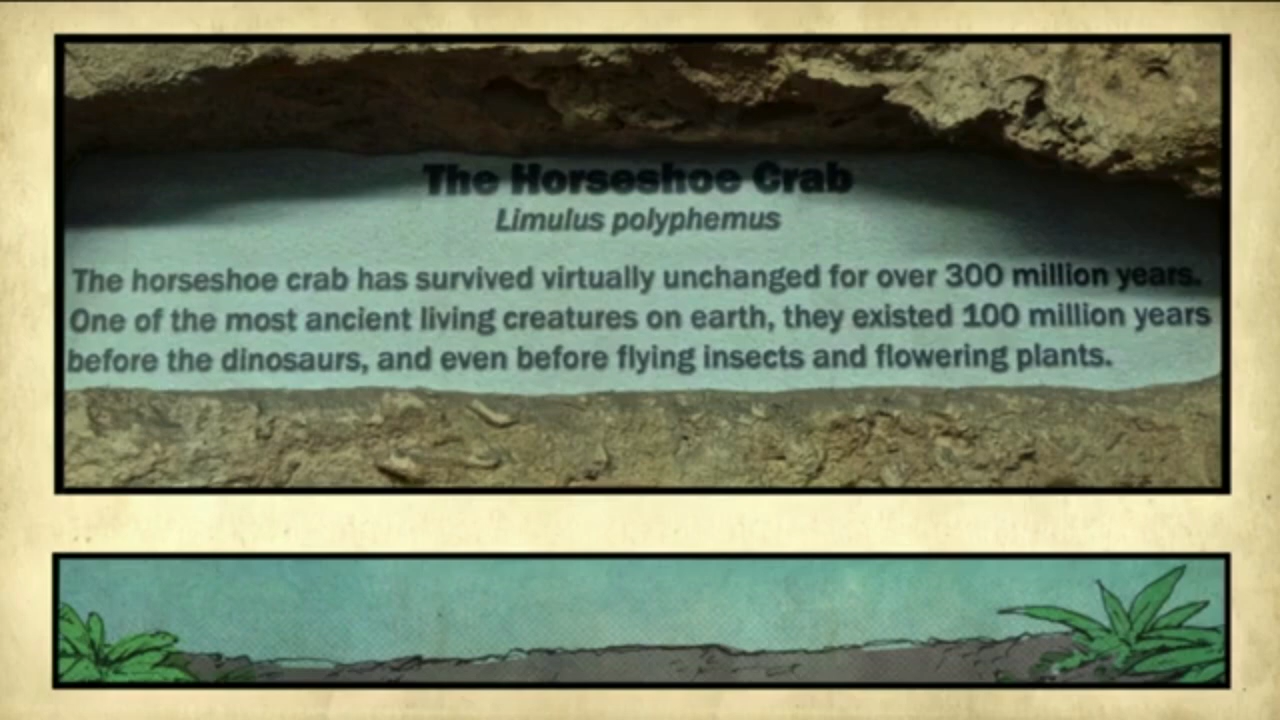 The Horseshoe Crab
Limulus polyphemus
The horseshoe crab has survived virtually unchanged for over 300 million years.
One of the most ancient living creatures on earth, they existed 100 million years
before the dinosaurs, and even before flying insects and flowering plants.